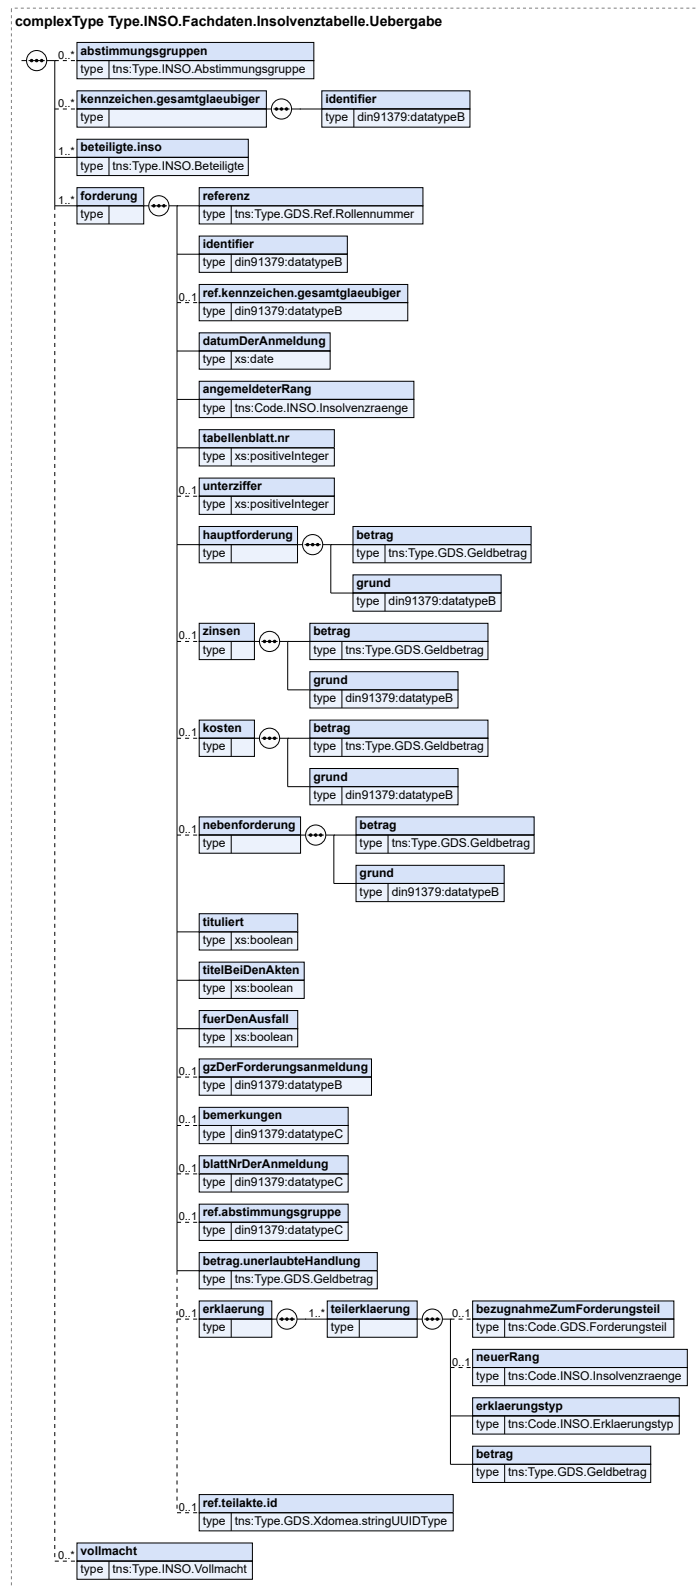 complexType Type.INSO.Fachdaten.Insolvenztabelle.Uebergabe
0..* abstimmungsgruppen
type tns:Type.INSO.Abstimmungsgruppe
0..* kennzeichen.gesamtglaeubiger identifier
type type din91379:datatypeB
1..* beteiligte.inso
type tns:Type.INSO.Beteiligte
1..* forderung referenz
type type tns:Type.GDS.Ref.Rollennummer
identifier
type din91379:datatypeB
0..1 ref.kennzeichen.gesamtglaeubiger
type din91379:datatypeB
datumDerAnmeldung
type xs:date
angemeldeterRang
type tns:Code.INSO.Insolvenzraenge
tabellenblatt.nr
type xs:positiveInteger
0..1 unterziffer
type xs:positiveInteger
hauptforderung betrag
type type tns:Type.GDS.Geldbetrag
grund
type din91379:datatypeB
0..1 zinsen betrag
type type tns:Type.GDS.Geldbetrag
grund
type din91379:datatypeB
0..1 kosten betrag
type type tns:Type.GDS.Geldbetrag
grund
type din91379:datatypeB
0..1 nebenforderung betrag
type type tns:Type.GDS.Geldbetrag
grund
type din91379:datatypeB
tituliert
type xs:boolean
titelBeiDenAkten
type xs:boolean
fuerDenAusfall
type xs:boolean
0..1 gzDerForderungsanmeldung
type din91379:datatypeB
0..1 bemerkungen
type din91379:datatypeC
0..1 blattNrDerAnmeldung
type din91379:datatypeC
0..1 ref.abstimmungsgruppe
type din91379:datatypeC
betrag.unerlaubteHandlung
type tns:Type.GDS.Geldbetrag
0..1 erklaerung 1..* teilerklaerung 0..1 bezugnahmeZumForderungsteil
type type type tns:Code.GDS.Forderungsteil
0..1 neuerRang
type tns:Code.INSO.Insolvenzraenge
erklaerungstyp
type tns:Code.INSO.Erklaerungstyp
betrag
type tns:Type.GDS.Geldbetrag
0..1 ref.teilakte.id
type tns:Type.GDS.Xdomea.stringUUIDType
0..* vollmacht
type tns:Type.INSO.Vollmacht